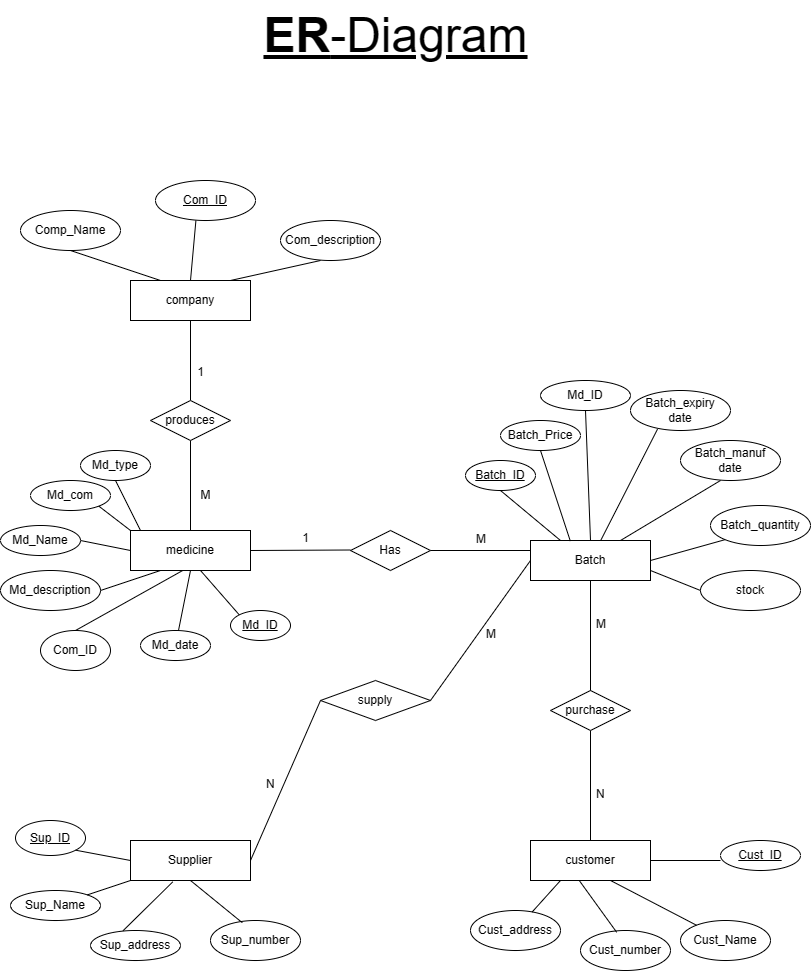 ER-Diagram
Com_ID
Comp_Name
Com_description
company
1
produces
M
Md_type
Md_com
Md_Name
medicine
Md_description
Com_ID
Md_date
Md_ID
1
Has
M
Md_ID
Batch_expiry
date
Batch_Price
Batch_manuf
date
Batch_ID
Batch_quantity
Batch
stock
M
M
supply
purchase
N
N
Sup_ID
Supplier
Sup_Name
Sup_address
Sup_number
customer
Cust_ID
Cust_address
Cust_number
Cust_Name